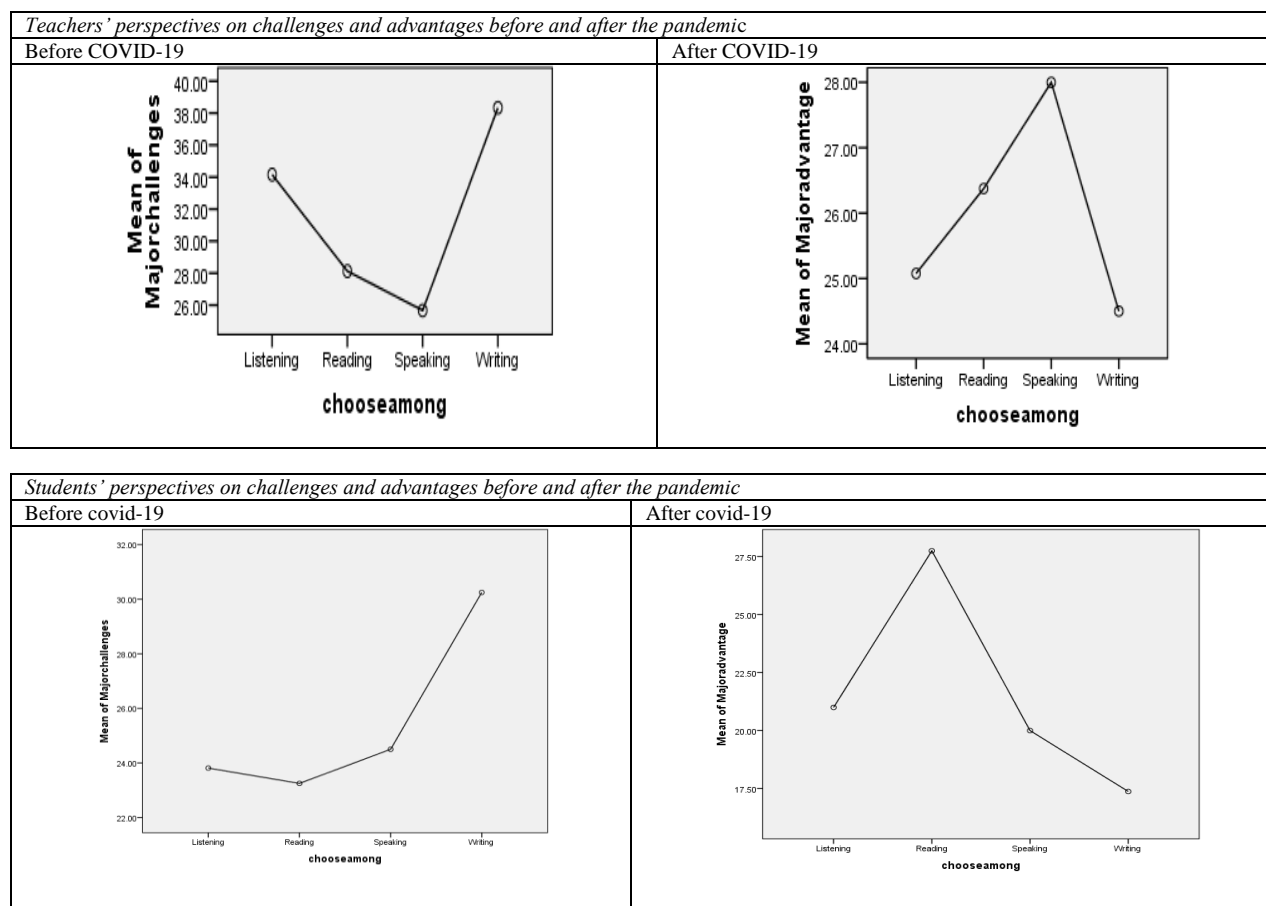 Teachers’ perspectives on challenges and advantages before and after the pandemic
Before COVID-19
After COVID-19
40.00
38.00
36.00
34.00
32.00
30.00
28.00
26.00
Mean of
Majorchallenges
Listening Reading Speaking Writing
chooseamong
28.00
27.00
26.00
25.00
24.00
Mean of Majoradvantage
Listening Reading Speaking Writing
chooseamong
Students’ perspectives on challenges and advantages before and after the pandemic
Before covid-19
After covid-19
32.00
30.00
28.00
26.00
24.00
22.00
Mean of Majorchallenges
Listening Reading Speaking Writing
chooseamong
27.50
25.00
22.50
20.00
17.50
Mean of Majoradvantage
Listening Reading Speaking Writing
chooseamong